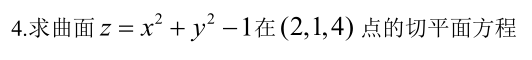 4.求曲面 z = x² + y² − 1在 (2,1,4) 点的切平面方程